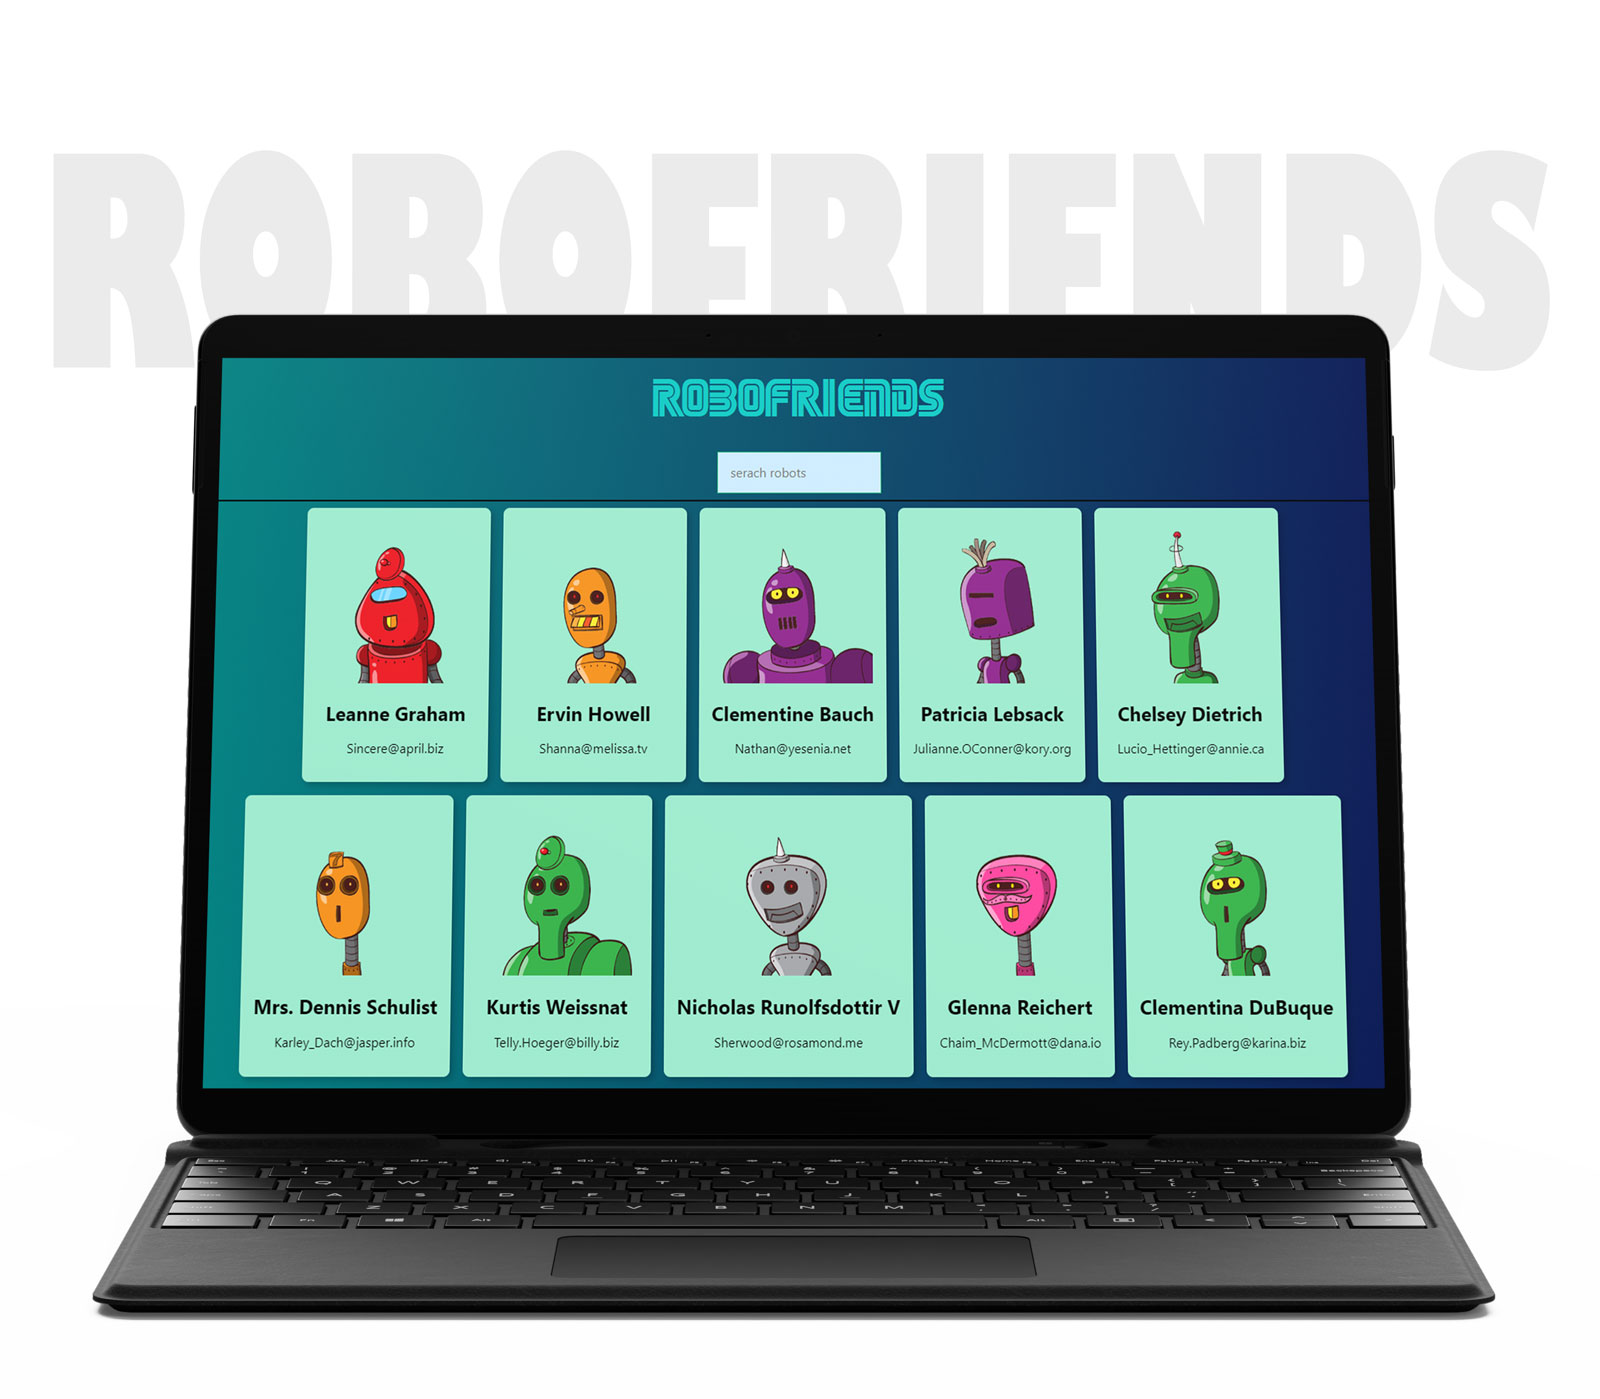 ROBOFRIENDS
ROBOFRIENDS
serach robots
Leanne Graham
Sincere@april.biz
Ervin Howell
Shanna@melissa.tv
Clementine Bauch
Nathan@yesenia.net
Patricia Lebsack
Julianne.OConner@kory.org
Chelsey Dietrich
Lucio_Hettinger@annie.ca
Mrs. Dennis Schulist
Karley_Dach@jasper.info
Kurtis Weissnat
Telly.Hoeger@billy.biz
Nicholas Runolfsdottir V
Sherwood@rosamond.me
Glenna Reichert
Chaim_McDermott@dana.io
Clementina DuBuque
Rey.Padberg@karina.biz
Q W E R T Y U I O P
A S D F G H J K L
Z X C V B N M
Fn Alt Alt